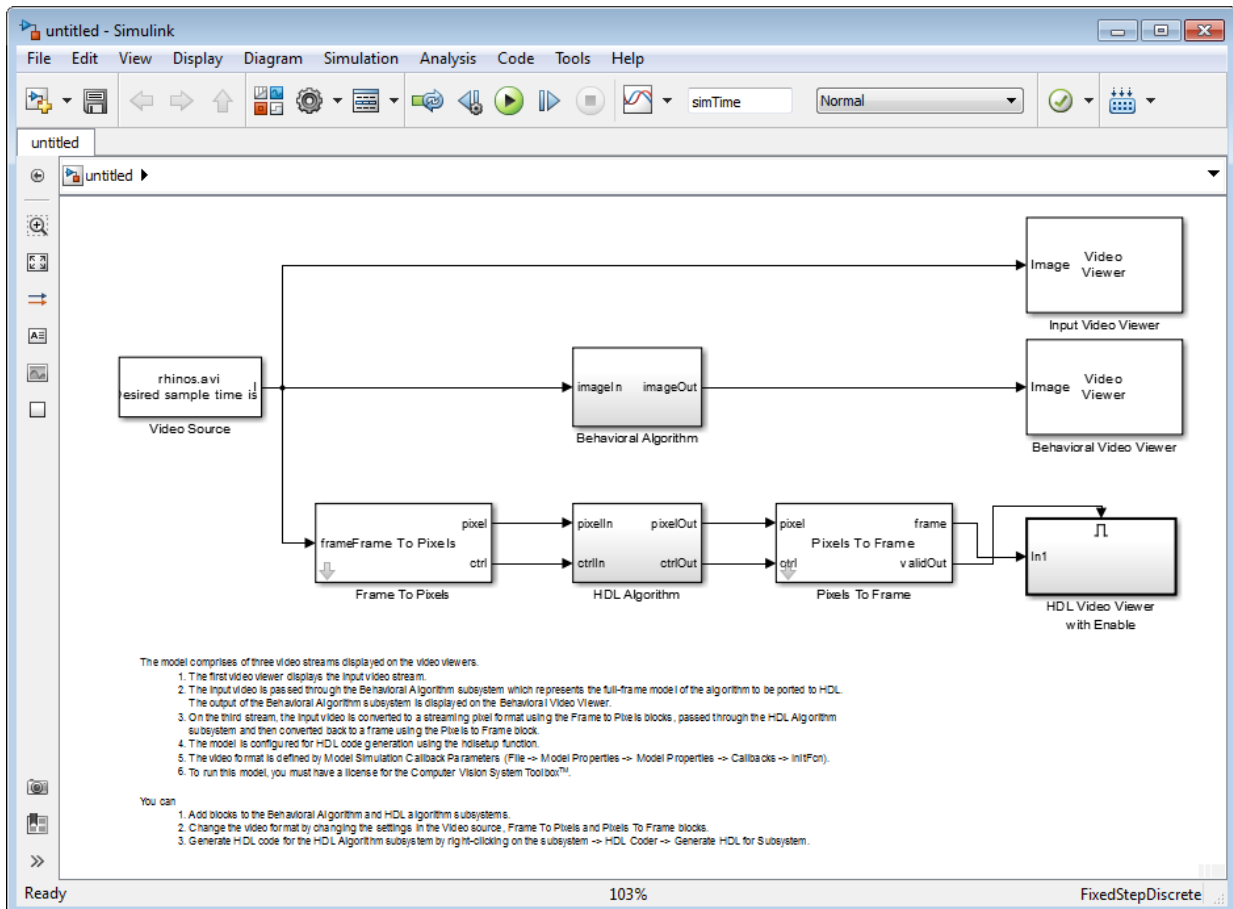 untitled - Simulink
File Edit View Display Diagram Simulation Analysis Code Tools Help
simTime
Normal
untitled
untitled
Video
Viewer
Image
Input Video Viewer
rhinos.avi
I
esired sample time is
Video Source
imageIn imageOut
Behavioral Algorithm
Video
Viewer
Image
Behavioral Video Viewer
pixel
frame Frame To Pixels
ctrl
Frame To Pixels
pixelIn pixelOut
ctrlIn ctrlOut
HDL Algorithm
pixel frame
Pixels To Frame
ctrl validOut
Pixels To Frame
In1
HDL Video Viewer
with Enable
The model comprises of three video streams displayed on the video viewers.
1. The first video viewer displays the input video stream.
2. The input video is passed through the Behavioral Algorithm subsystem which represents the full-frame model of the algorithm to be ported to HDL.
The output of the Behavioral Algorithm subsystem is displayed on the Behavioral Video Viewer.
3. On the third stream, the input video is converted to a streaming pixel format using the Frame to Pixels blocks, passed through the HDL Algorithm
subsystem and then converted back to a frame using the Pixels to Frame block.
4. The model is configured for HDL code generation using the hdlsetup function.
5. The video format is defined by Model Simulation Callback Parameters (File -> Model Properties -> Model Properties -> Callbacks -> InitFcn).
6. To run this model, you must have a license for the Computer Vision System Toolbox™.
You can
1. Add blocks to the Behavioral Algorithm and HDL algorithm subsystems.
2. Change the video format by changing the settings in the Video source, Frame To Pixels and Pixels To Frame blocks.
3. Generate HDL code for the HDL Algorithm subsystem by right-clicking on the subsystem -> HDL Coder -> Generate HDL for Subsystem.
Ready 103% FixedStepDiscrete